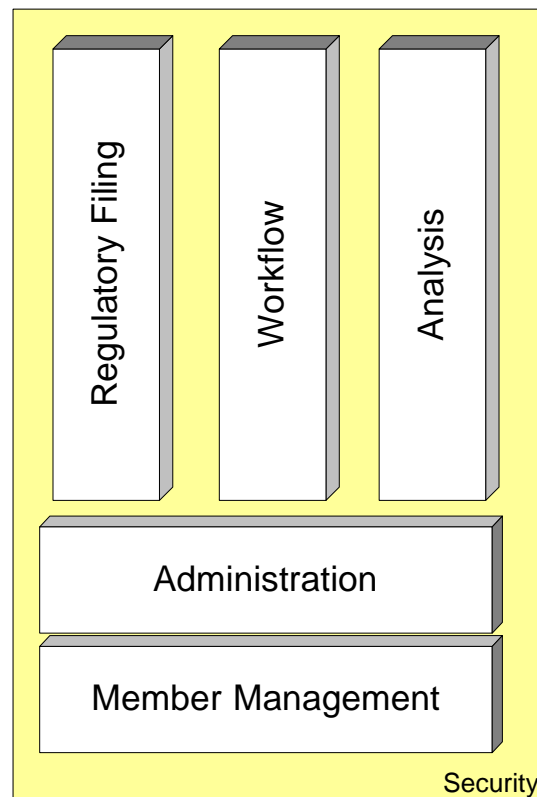 Regulatory Filing
Workflow
Analysis
Administration
Member Management
Security